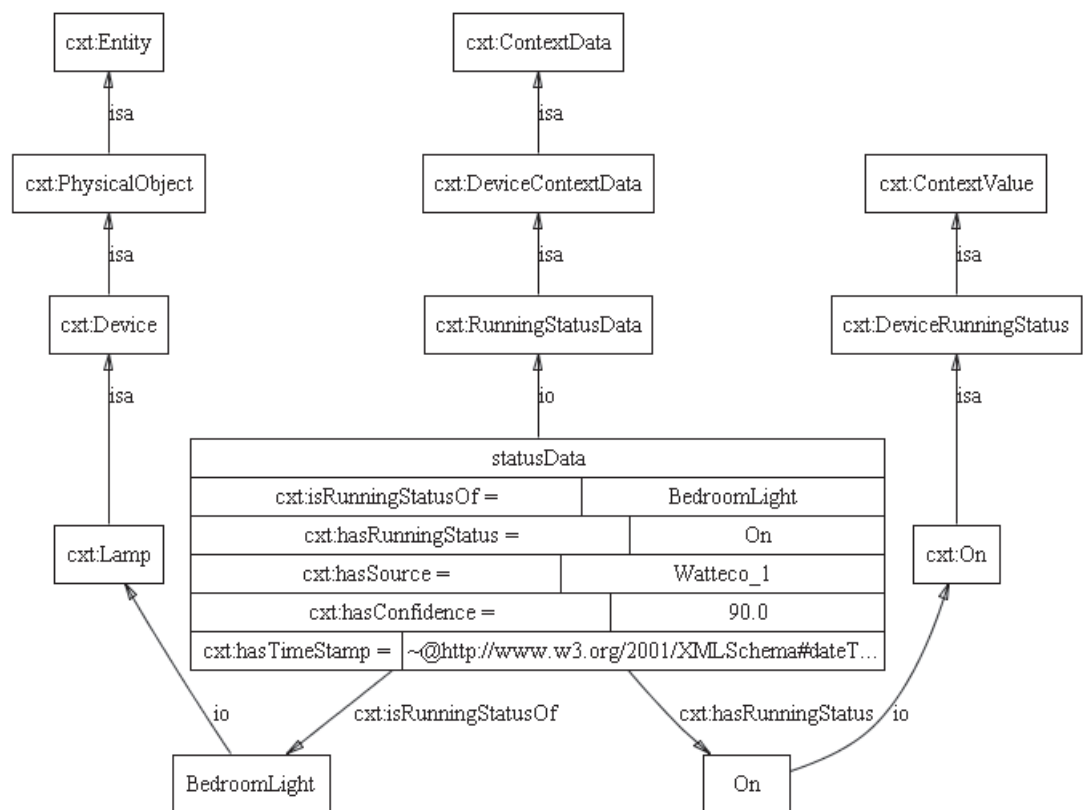 cxt:Entity
cxt:ContextData
isa
isa
cxt:PhysicalObject
cxt:DeviceContextData
cxt:ContextValue
isa
isa
isa
cxt:Device
cxt:RunningStatusData
cxt:DeviceRunningStatus
isa
io
isa
statusData
cxt:isRunningStatusOf =
BedroomLight
cxt:hasRunningStatus =
On
cxt:Lamp
cxt:hasSource =
Watteco_1
cxt:On
cxt:hasConfidence =
90.0
cxt:hasTimeStamp =
~@http://www.w3.org/2001/XMLSchema#dateT...
io
cxt:isRunningStatusOf
cxt:hasRunningStatus
io
BedroomLight
On